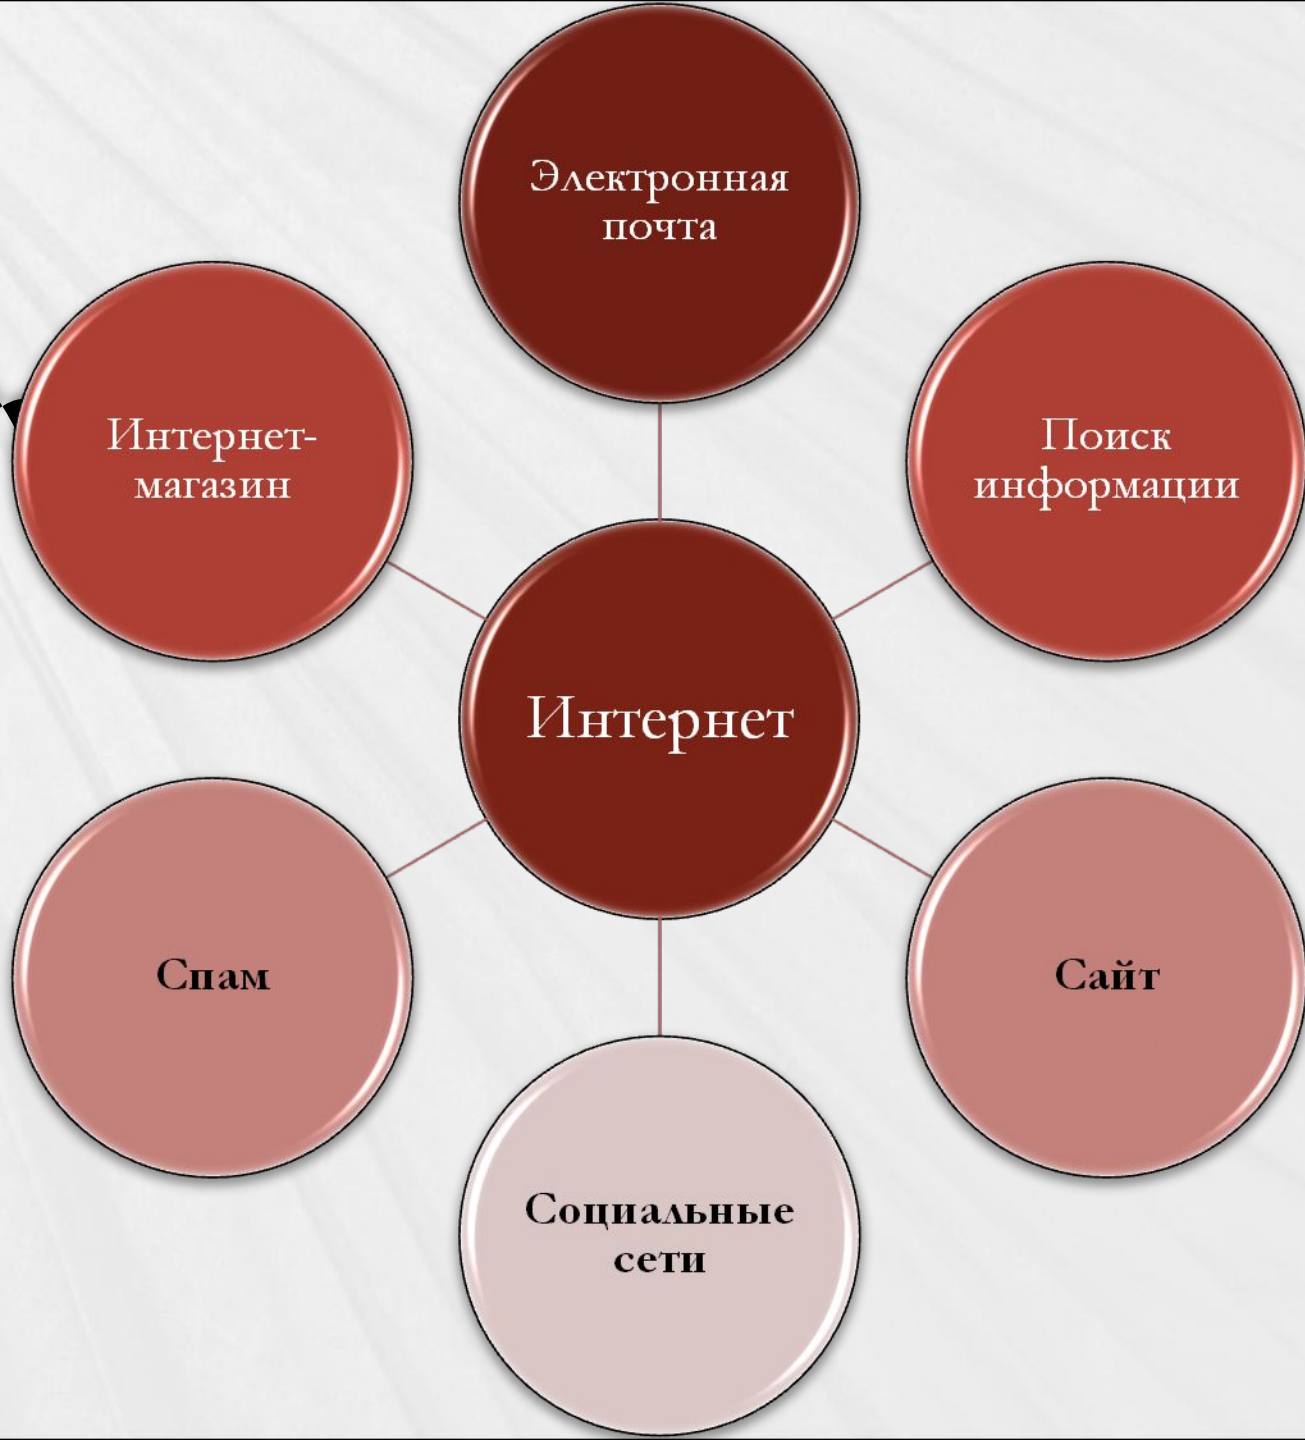 Электронная
почта
Интернет-
магазин
Поиск
информации
Интернет
Спам
Сайт
Социальные
сети